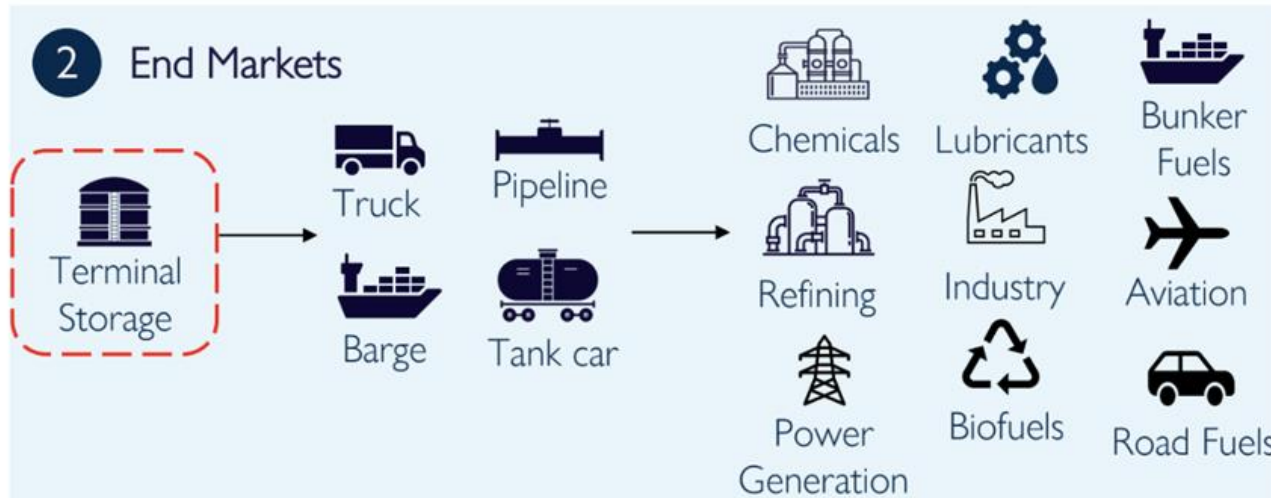 2 End Markets
Terminal
Storage
Truck
Pipeline
Barge
Tank car
Chemicals
Lubricants
Bunker
Fuels
Refining
Industry
Aviation
Power
Generation
Biofuels
Road Fuels